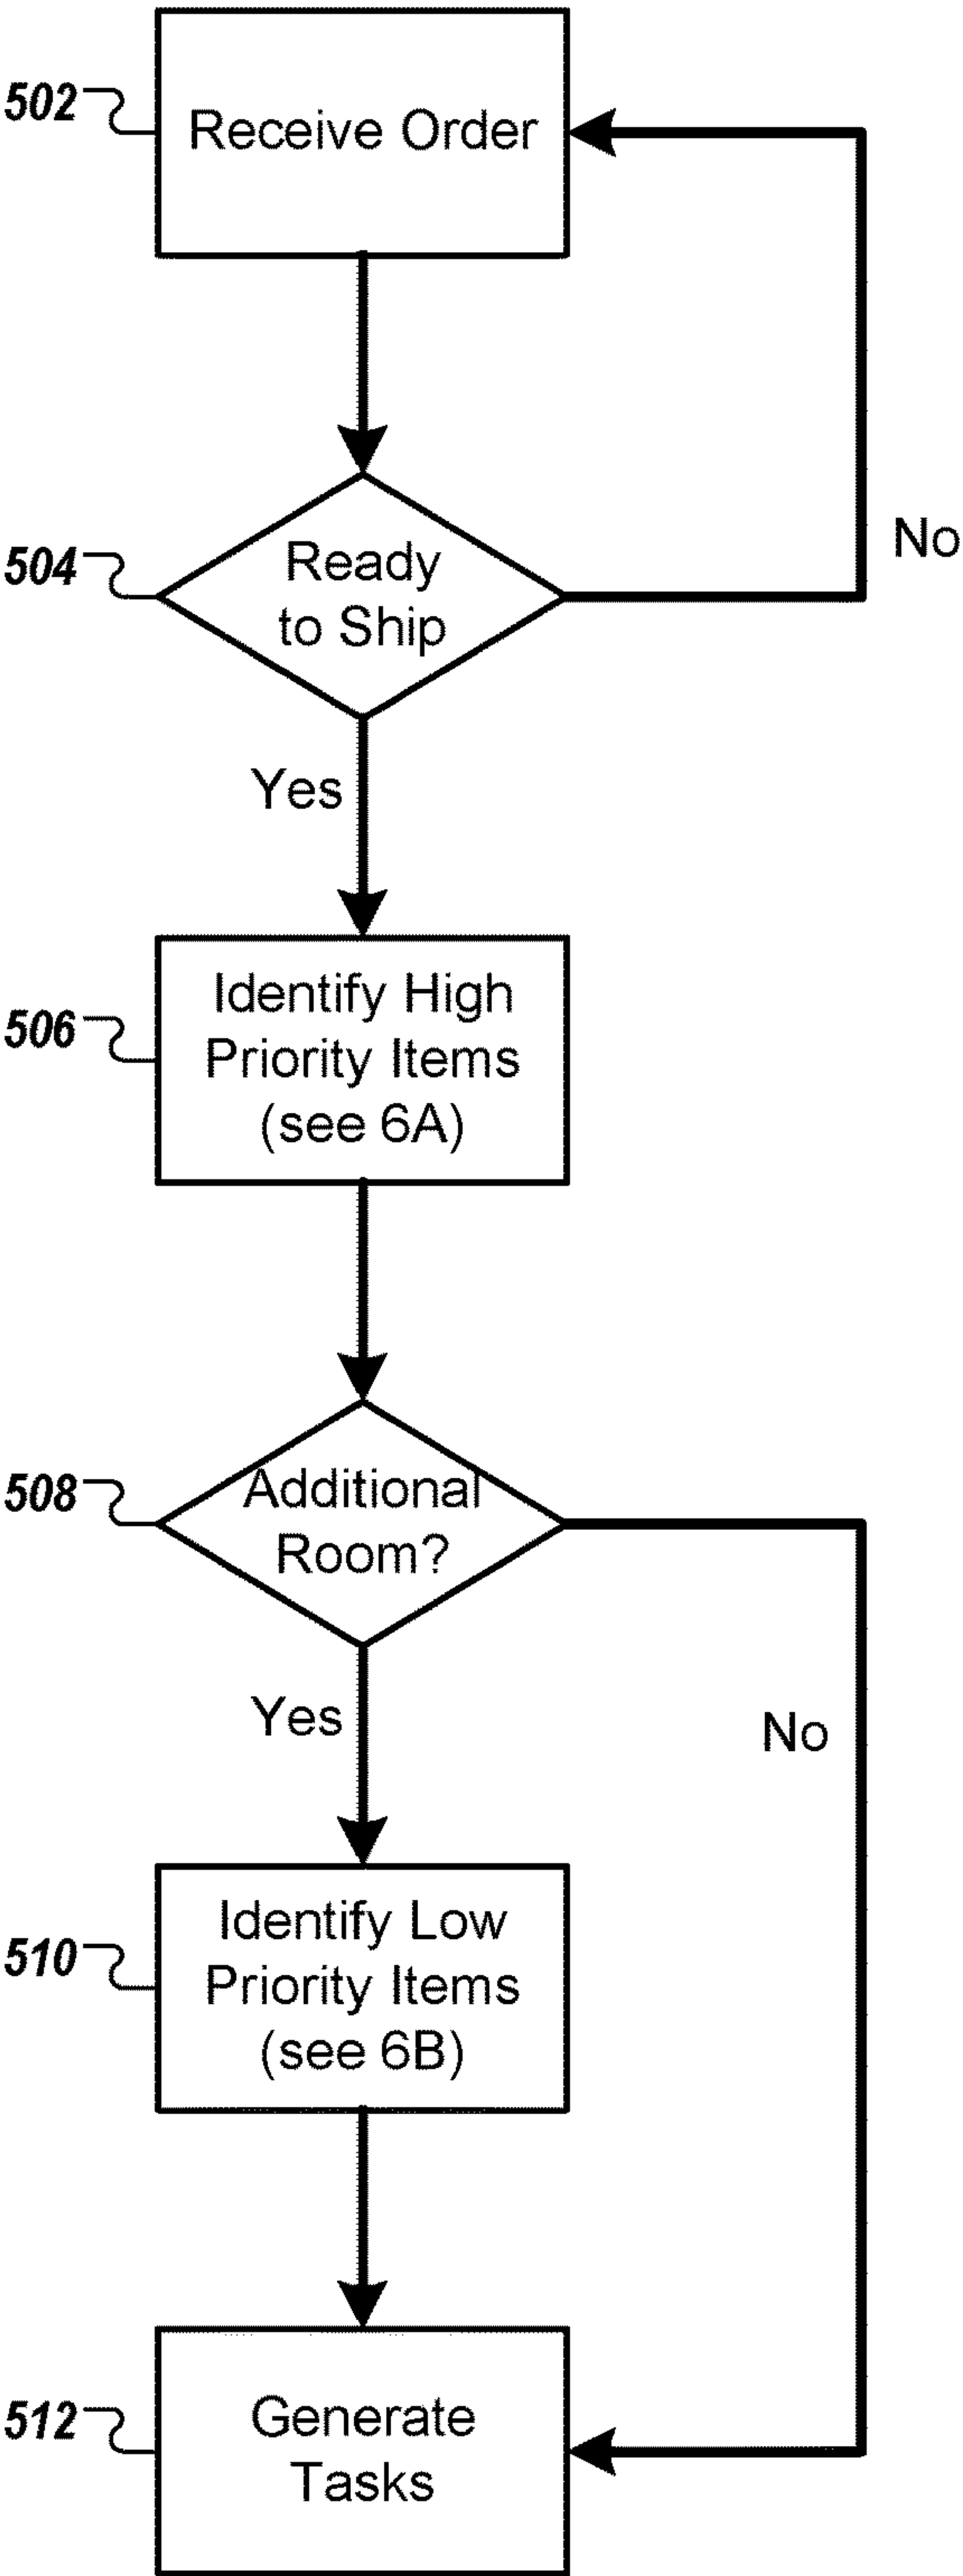 502
Receive Order
504
Ready
to Ship
No
Yes
506
Identify High
Priority Items
(see 6A)
508
Additional
Room?
Yes
No
510
Identify Low
Priority Items
(see 6B)
512
Generate
Tasks